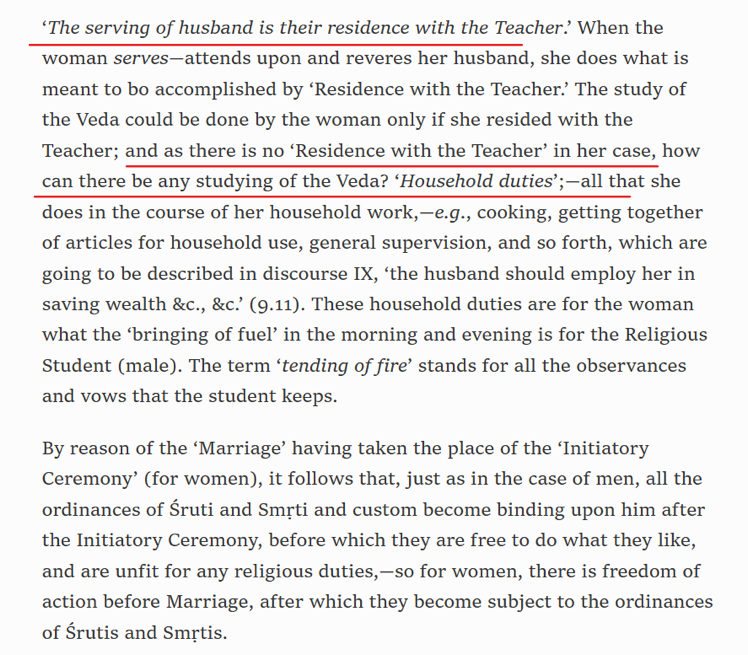 ‘The serving of husband is their residence with the Teacher.’ When the
woman serves—attends upon and reveres her husband, she does what is
meant to bo accomplished by ‘Residence with the Teacher.’ The study of
the Veda could be done by the woman only if she resided with the
Teacher; and as there is no ‘Residence with the Teacher’ in her case, how
can there be any studying of the Veda? ‘Household duties’;—all that she
does in the course of her household work,—e.g., cooking, getting together
of articles for household use, general supervision, and so forth, which are
going to be described in discourse IX, ‘the husband should employ her in
saving wealth &c., &c.’ (9.11). These household duties are for the woman
what the ‘bringing of fuel’ in the morning and evening is for the Religious
Student (male). The term ‘tending of fire’ stands for all the observances
and vows that the student keeps.
By reason of the ‘Marriage’ having taken the place of the ‘Initiatory
Ceremony’ (for women), it follows that, just as in the case of men, all the
ordinances of Śruti and Smṛti and custom become binding upon him after
the Initiatory Ceremony, before which they are free to do what they like,
and are unfit for any religious duties,—so for women, there is freedom of
action before Marriage, after which they become subject to the ordinances
of Śrutis and Smṛtis.